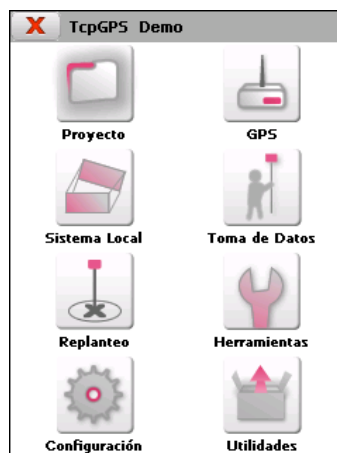 TcpGPS Demo
Proyecto
GPS
Sistema Local
Toma de Datos
Replanteo
Herramientas
Configuración
Utilidades